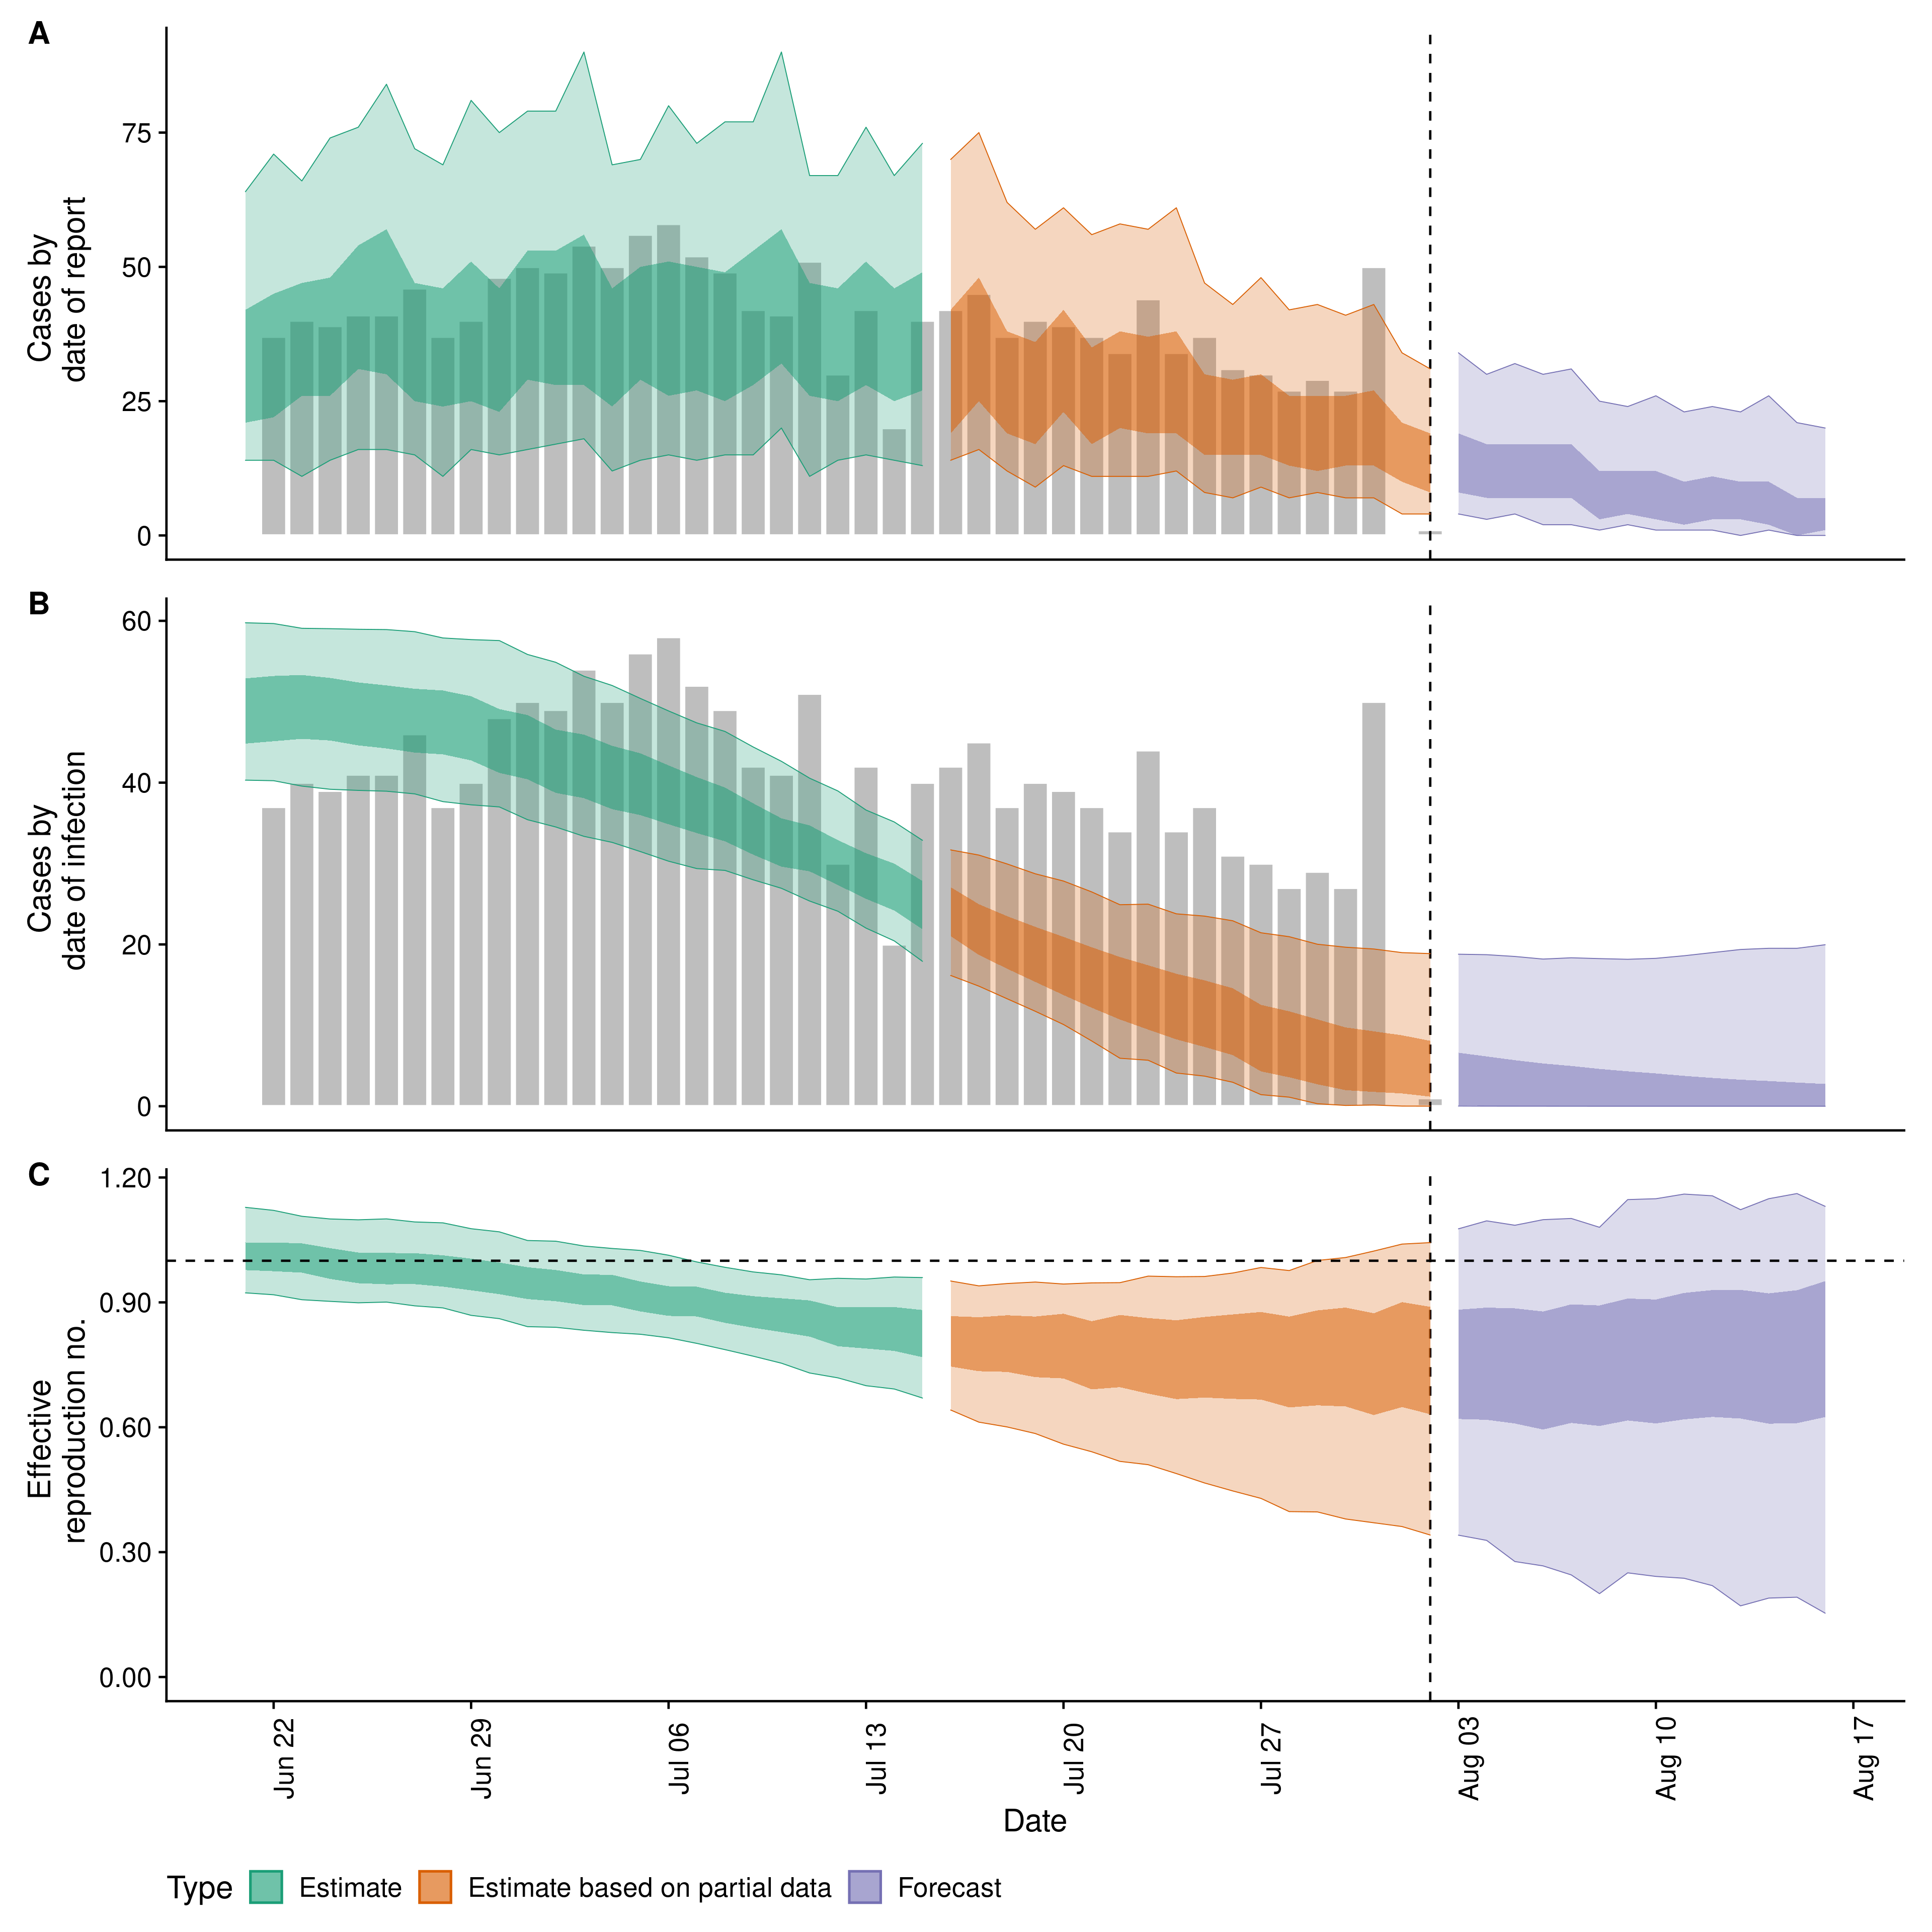 A
Cases by
date of report
75
50
25
0
B
Cases by
date of infection
60
40
20
0
C
Effective
reproduction no.
1.20
0.90
0.60
0.30
0.00
Jun 22
Jun 29
Jul 06
Jul 13
Jul 20
Jul 27
Aug 03
Aug 10
Aug 17
Date
Type
Estimate
Estimate based on partial data
Forecast